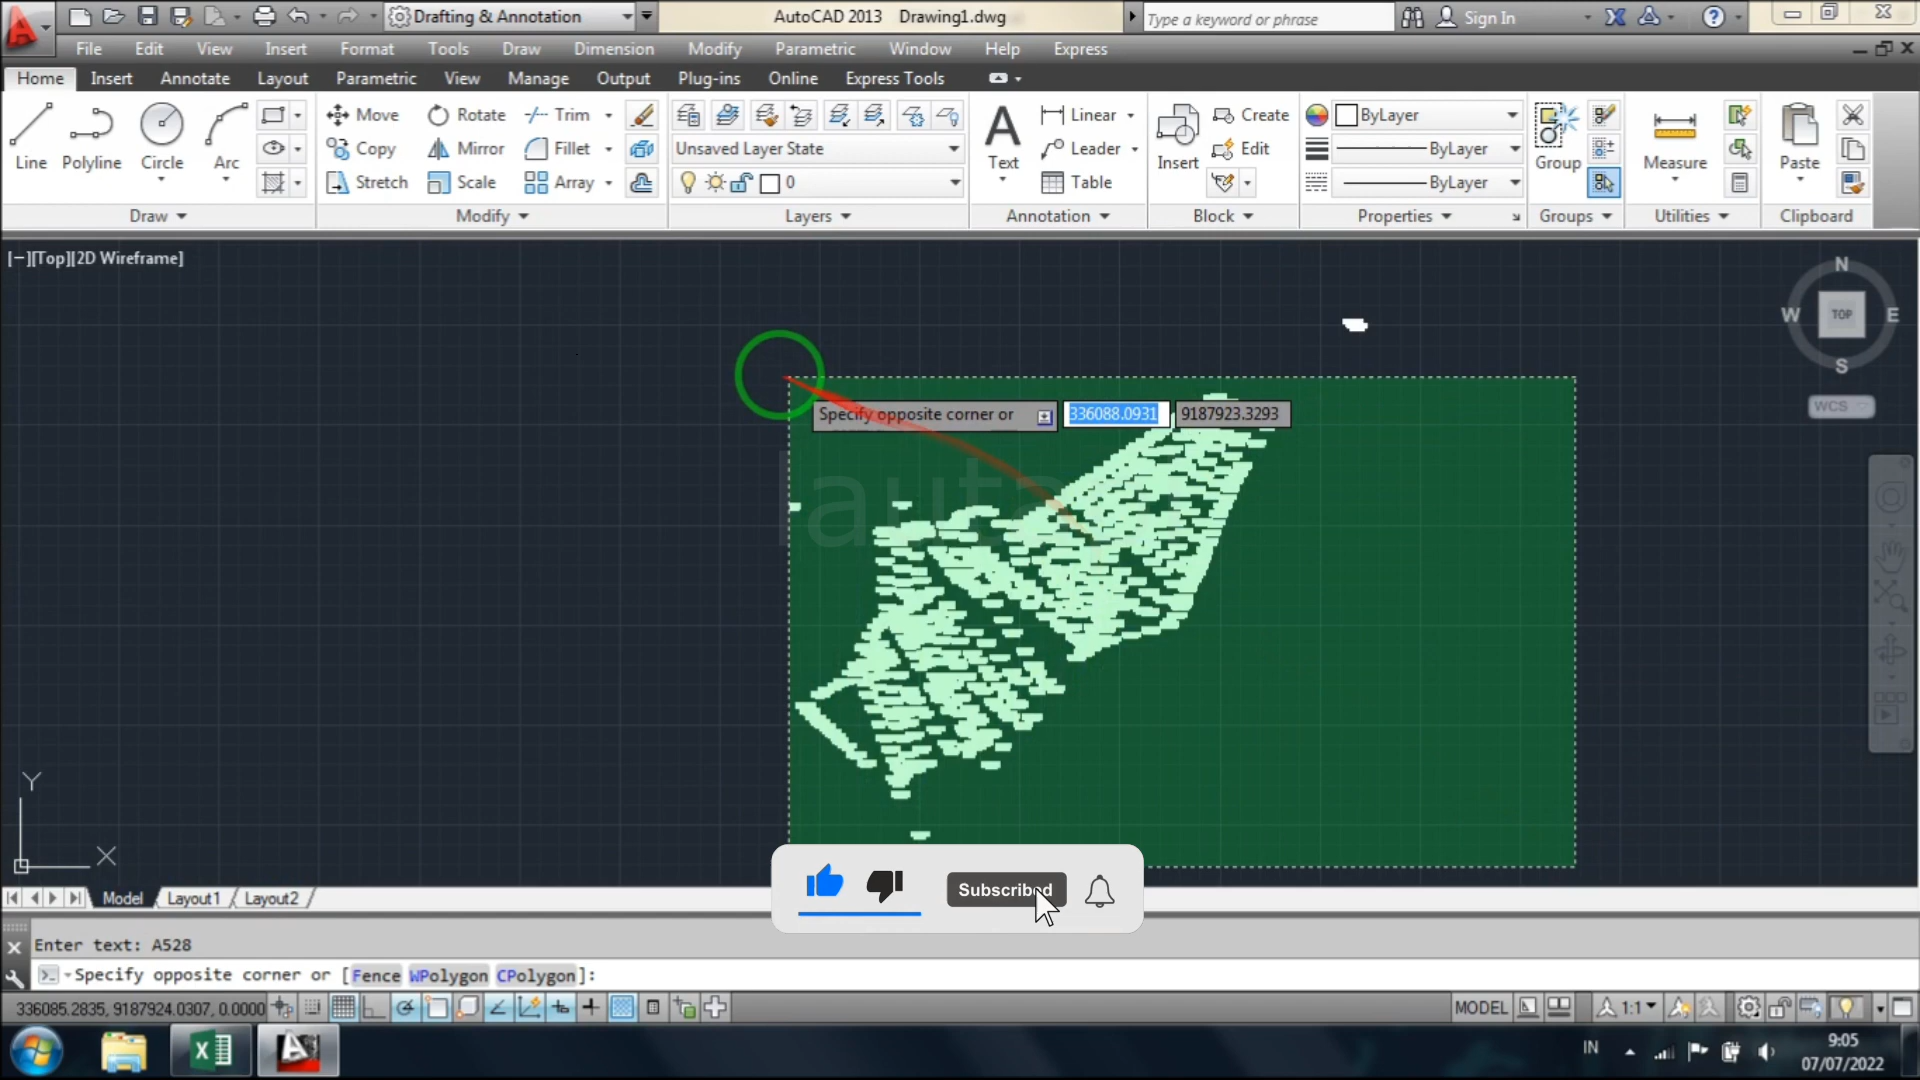 Drafting & Annotation
AutoCAD 2013 Drawing1.dwg
Type a keyword or phrase
Sign In
File Edit View Insert Format Tools Draw Dimension Modify Parametric Window Help Express
Home Insert Annotate Layout Parametric View Manage Output Plug-ins Online Express Tools
Line Polyline Circle Arc
Move Rotate Trim
Copy Mirror Fillet
Stretch Scale Array
Unsaved Layer State
0
Text
Linear
Leader
Table
Insert
Create
Edit
ByLayer
ByLayer
ByLayer
Group
Measure
Paste
Draw Modify Layers Annotation Block Properties Groups Utilities Clipboard
[−][Top][2D Wireframe]
N
W TOP E
S
WCS
Specify opposite corner or 336088.0931 9187923.3293
Y
X
Model Layout1 Layout2
Subscribed
Enter text: A528
Specify opposite corner or [Fence WPolygon CPolygon]:
336085.2835, 9187924.0307, 0.0000
MODEL 1:1
IN
9:05
07/07/2022